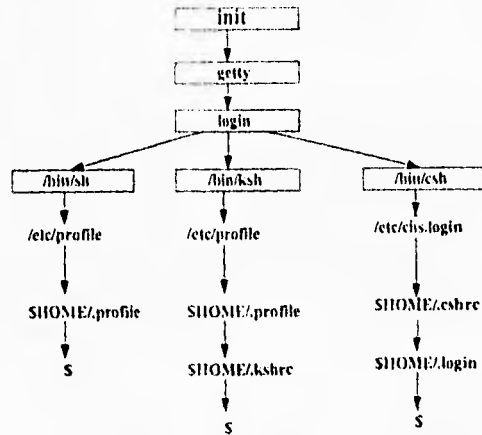 init
getty
login
/bin/sh /bin/ksh /bin/csh
/etc/profile /etc/profile /etc/chs.login
$HOME/.profile $HOME/.profile $HOME/.cshrc
$ $HOME/.kshrc $HOME/.login
$ $